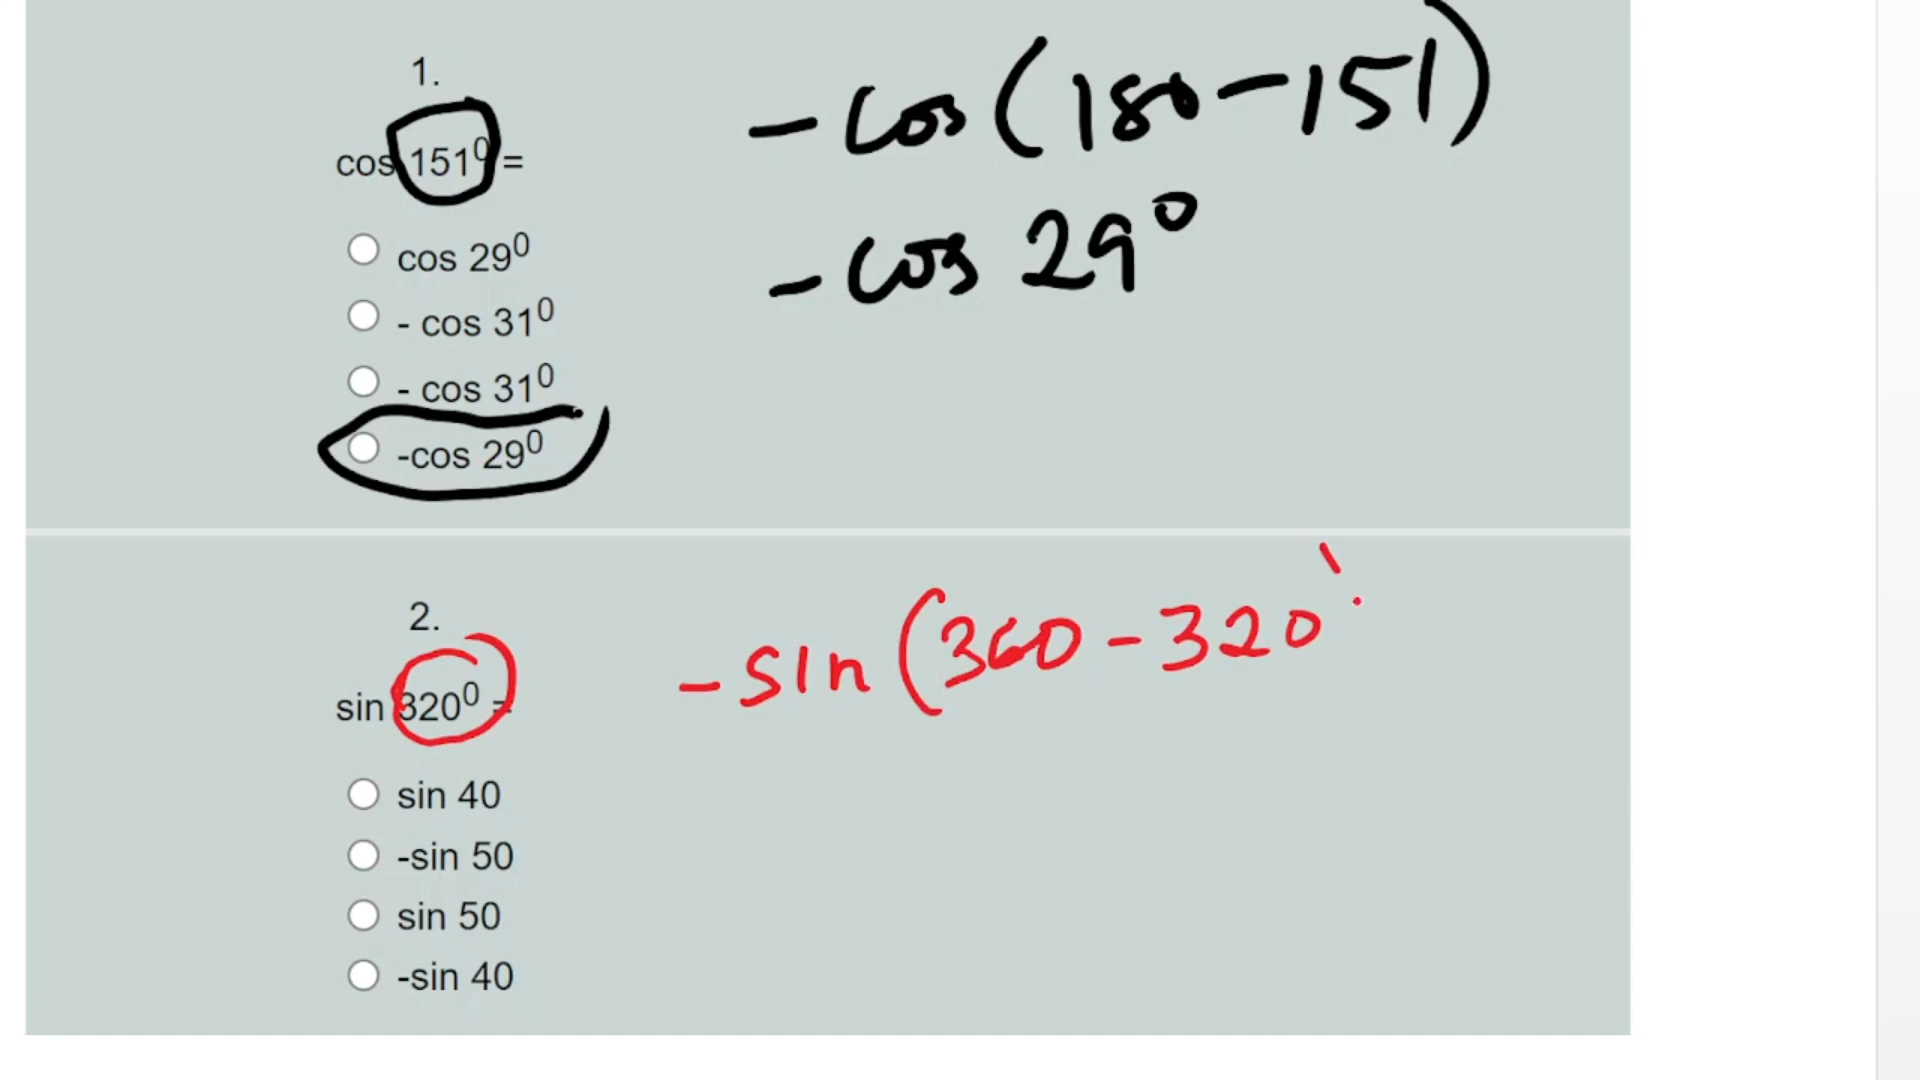 1.
cos 151⁰ =
- cos (180 - 151)
- cos 29⁰
cos 29⁰
- cos 31⁰
- cos 31⁰
-cos 29⁰
2.
sin 320⁰ =
- sin (360 - 320
sin 40
-sin 50
sin 50
-sin 40